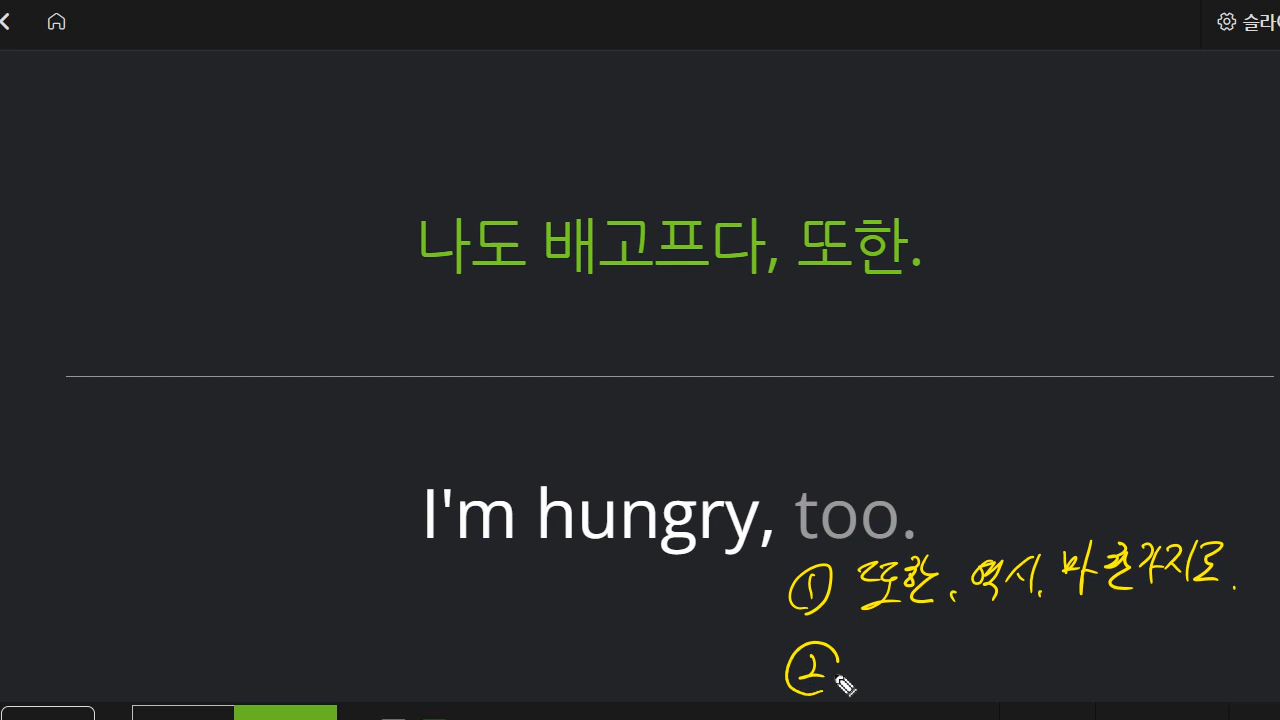 슬라
나도 배고프다, 또한.
I'm hungry, too.
① 또한, 역시, 마찬가지로.
②